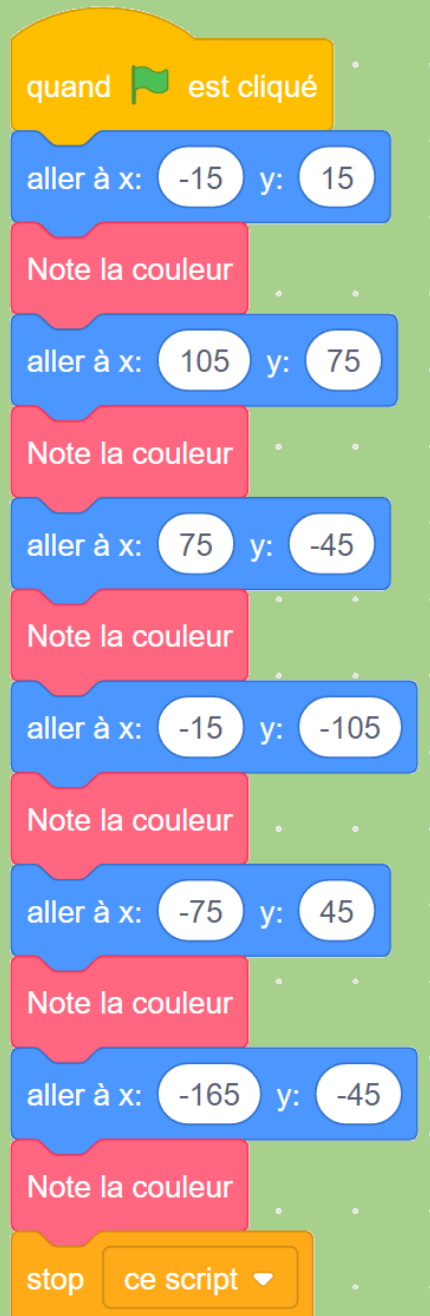 quand est cliqué
aller à x: -15 y: 15
Note la couleur
aller à x: 105 y: 75
Note la couleur
aller à x: 75 y: -45
Note la couleur
aller à x: -15 y: -105
Note la couleur
aller à x: -75 y: 45
Note la couleur
aller à x: -165 y: -45
Note la couleur
stop ce script